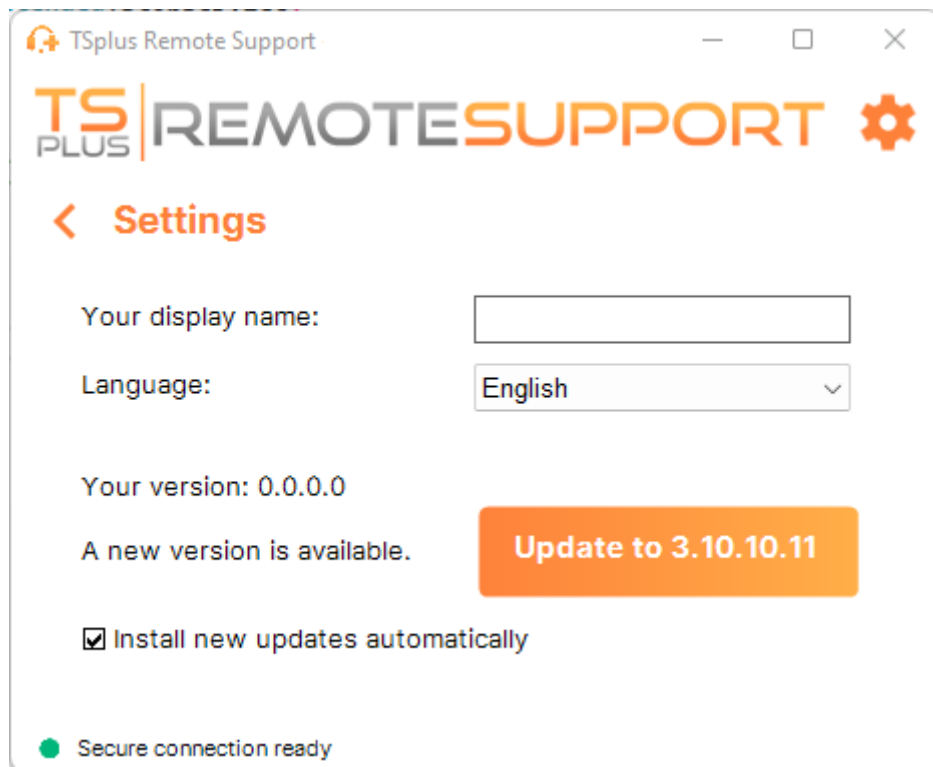 TSplus Remote Support
TS PLUS REMOTESUPPORT
Settings
Your display name:
Language: English
Your version: 0.0.0.0
A new version is available. Update to 3.10.10.11
Install new updates automatically
Secure connection ready